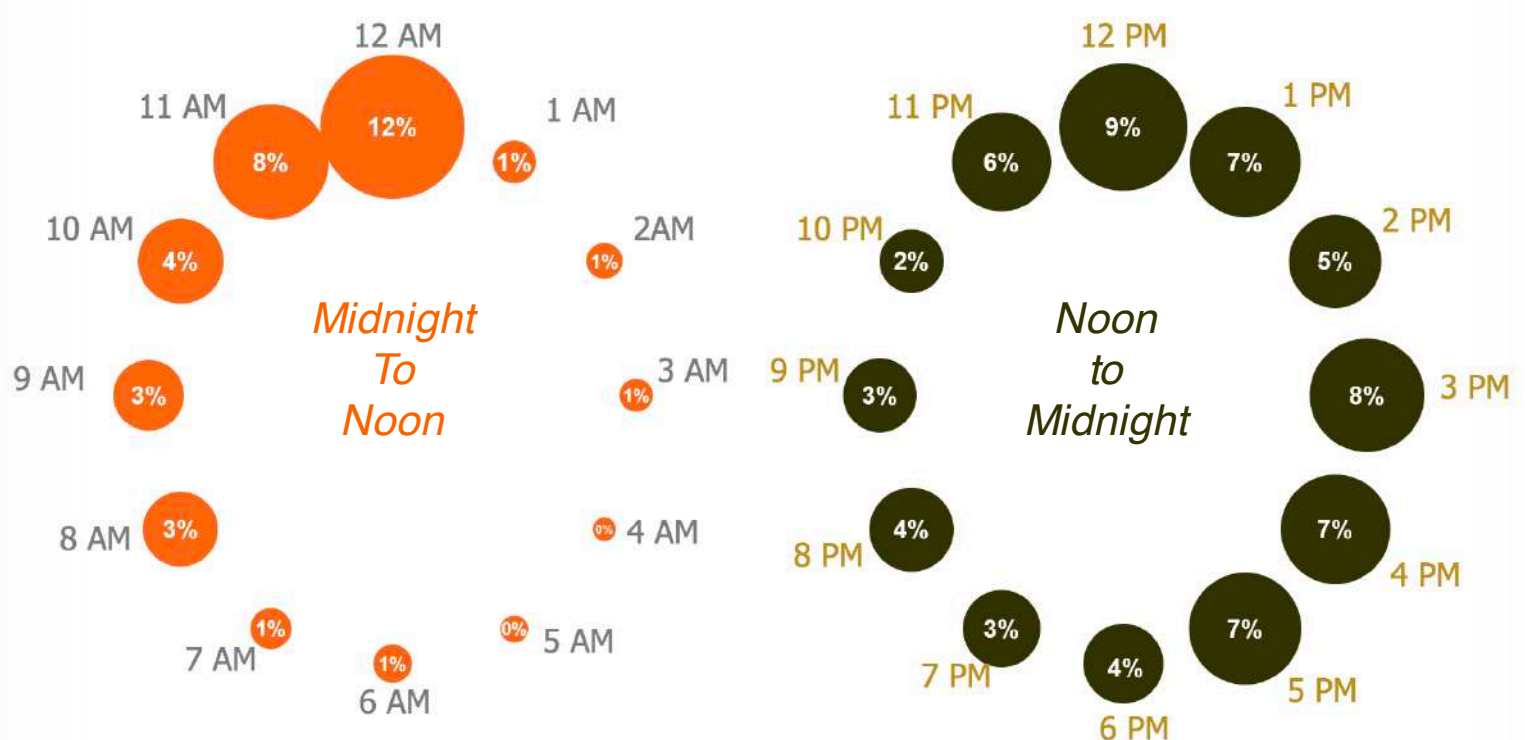 12 AM
12%
1 AM
1%
2AM
1%
3 AM
1%
4 AM
0%
5 AM
0%
6 AM
1%
7 AM
1%
8 AM
3%
9 AM
3%
10 AM
4%
11 AM
8%
Midnight
To
Noon
12 PM
9%
1 PM
7%
2 PM
5%
3 PM
8%
4 PM
7%
5 PM
7%
6 PM
4%
7 PM
3%
8 PM
4%
9 PM
3%
10 PM
2%
11 PM
6%
Noon
to
Midnight